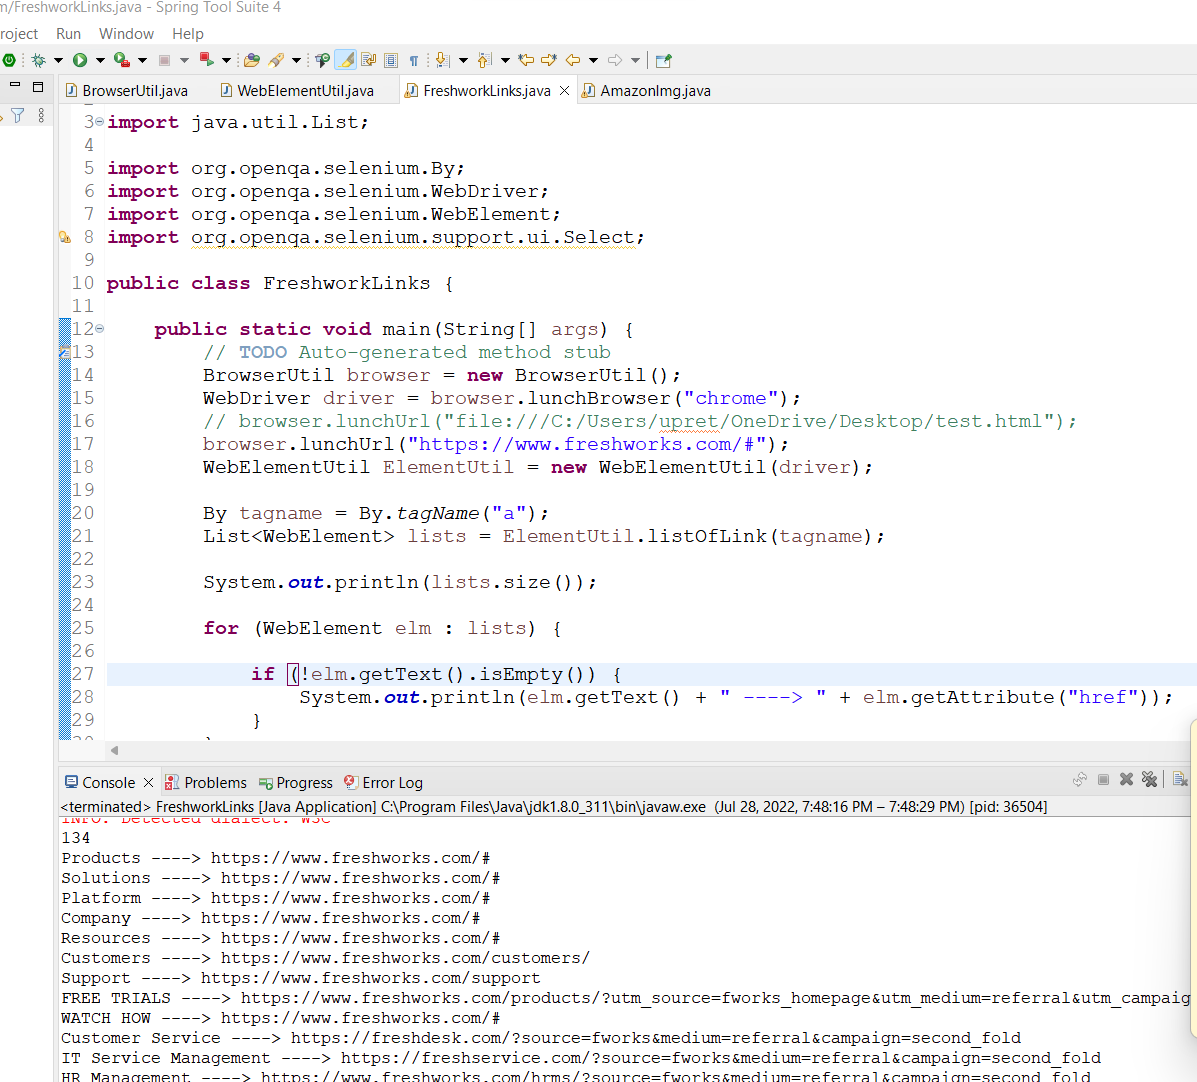 m/FreshworkLinks.java - Spring Tool Suite 4
roject Run Window Help
BrowserUtil.java WebElementUtil.java FreshworkLinks.java AmazonImg.java
3 import java.util.List;
4
5 import org.openqa.selenium.By;
6 import org.openqa.selenium.WebDriver;
7 import org.openqa.selenium.WebElement;
8 import org.openqa.selenium.support.ui.Select;
9
10 public class FreshworkLinks {
11
12 public static void main(String[] args) {
13 // TODO Auto-generated method stub
14 BrowserUtil browser = new BrowserUtil();
15 WebDriver driver = browser.lunchBrowser("chrome");
16 // browser.lunchUrl("file:///C:/Users/upret/OneDrive/Desktop/test.html");
17 browser.lunchUrl("https://www.freshworks.com/#");
18 WebElementUtil ElementUtil = new WebElementUtil(driver);
19
20 By tagname = By.tagName("a");
21 List<WebElement> lists = ElementUtil.listOfLink(tagname);
22
23 System.out.println(lists.size());
24
25 for (WebElement elm : lists) {
26
27 if (!elm.getText().isEmpty()) {
28 System.out.println(elm.getText() + " ----> " + elm.getAttribute("href"));
29 }
Console Problems Progress Error Log
<terminated> FreshworkLinks [Java Application] C:\Program Files\Java\jdk1.8.0_311\bin\javaw.exe (Jul 28, 2022, 7:48:16 PM – 7:48:29 PM) [pid: 36504]
INFO: Detected dialect: W3C
134
Products ----> https://www.freshworks.com/#
Solutions ----> https://www.freshworks.com/#
Platform ----> https://www.freshworks.com/#
Company ----> https://www.freshworks.com/#
Resources ----> https://www.freshworks.com/#
Customers ----> https://www.freshworks.com/customers/
Support ----> https://www.freshworks.com/support
FREE TRIALS ----> https://www.freshworks.com/products/?utm_source=fworks_homepage&utm_medium=referral&utm_campaig
WATCH HOW ----> https://www.freshworks.com/#
Customer Service ----> https://freshdesk.com/?source=fworks&medium=referral&campaign=second_fold
IT Service Management ----> https://freshservice.com/?source=fworks&medium=referral&campaign=second_fold
HR Management ----> https://www.freshworks.com/hrms/?source=fworks&medium=referral&campaign=second_fold